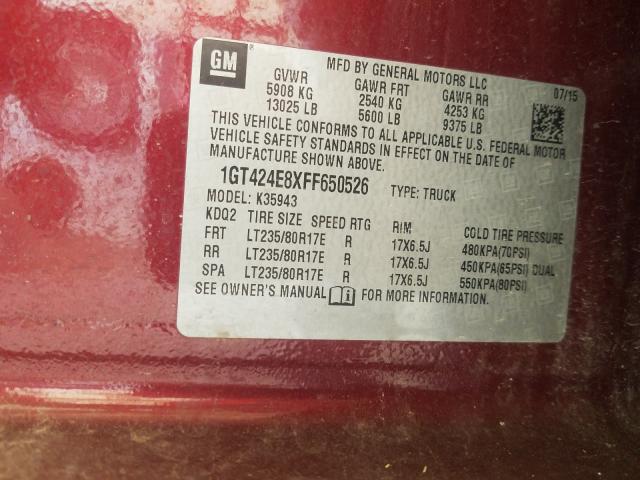 GM
MFD BY GENERAL MOTORS LLC
07/15
GVWR GAWR FRT GAWR RR
5908 KG 2540 KG 4253 KG
13025 LB 5600 LB 9375 LB
THIS VEHICLE CONFORMS TO ALL APPLICABLE U.S. FEDERAL MOTOR
VEHICLE SAFETY STANDARDS IN EFFECT ON THE DATE OF
MANUFACTURE SHOWN ABOVE.
1GT424E8XFF650526 TYPE: TRUCK
MODEL: K35943
KDQ2 TIRE SIZE SPEED RTG RIM COLD TIRE PRESSURE
FRT LT235/80R17E R 17X6.5J 480KPA(70PSI)
RR LT235/80R17E R 17X6.5J 450KPA(65PSI) DUAL
SPA LT235/80R17E R 17X6.5J 550KPA(80PSI)
SEE OWNER'S MANUAL FOR MORE INFORMATION.